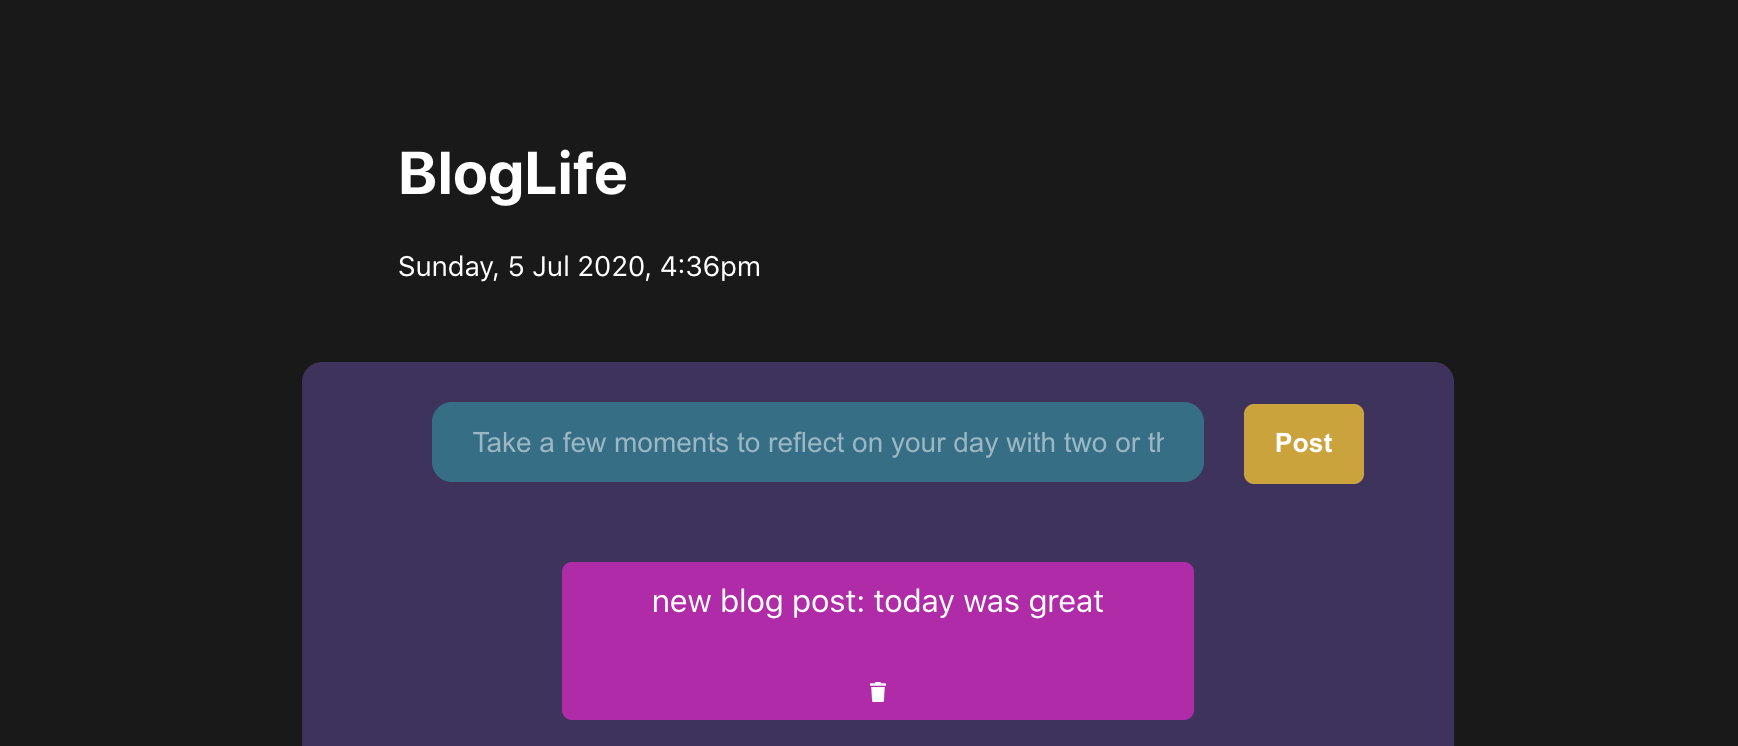 BlogLife
Sunday, 5 Jul 2020, 4:36pm
Take a few moments to reflect on your day with two or th
Post
new blog post: today was great